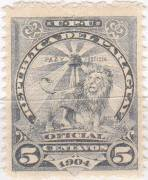 U.P.U.
REPUBLICA DEL PARAGUAY
PAZ Y JUSTICIA
OFICIAL
CENTAVOS
5 5
1904